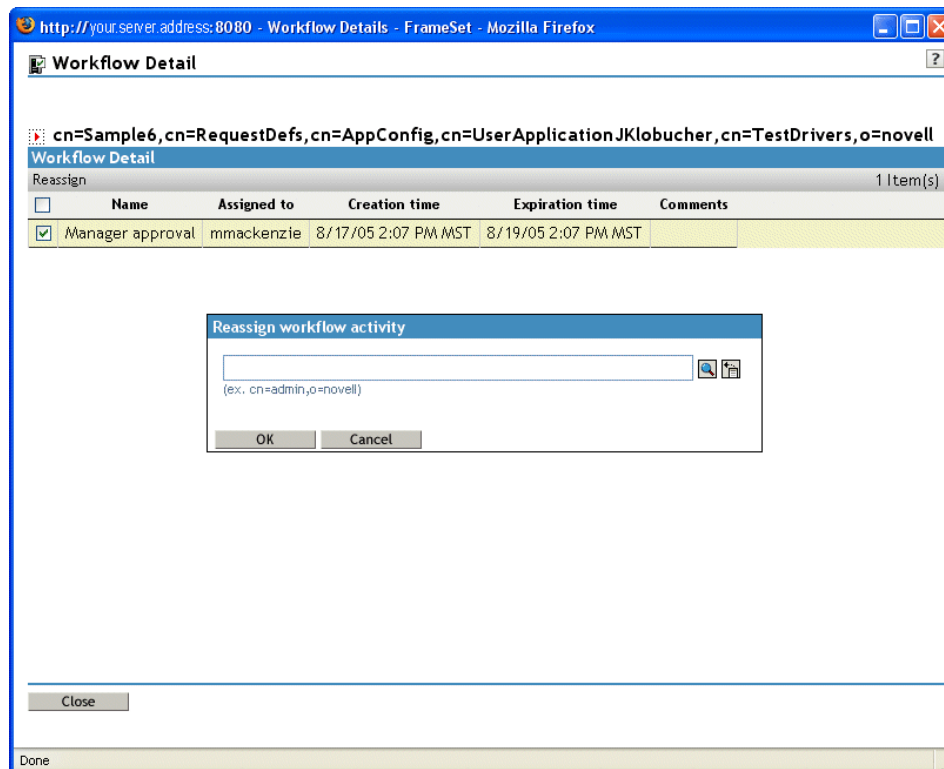 http://your.server.address:8080 - Workflow Details - FrameSet - Mozilla Firefox
Workflow Detail
?
cn=Sample6,cn=RequestDefs,cn=AppConfig,cn=UserApplicationJKlobucher,cn=TestDrivers,o=novell
Workflow Detail
Reassign 1 Item(s)
Name Assigned to Creation time Expiration time Comments
Manager approval mmackenzie 8/17/05 2:07 PM MST 8/19/05 2:07 PM MST
Reassign workflow activity
(ex. cn=admin,o=novell)
OK Cancel
Close
Done